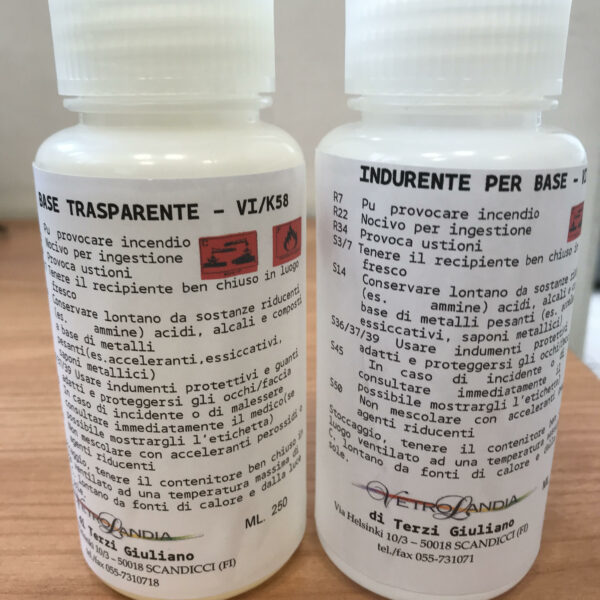 BASE TRASPARENTE – VI/K58
Pu provocare incendio
Nocivo per ingestione
Provoca ustioni
Tenere il recipiente ben chiuso in luogo
fresco
Conservare lontano da sostanze riducenti
(es. ammine) acidi, alcali e composti
a base di metalli
pesanti(es.acceleranti,essiccativi,
saponi metallici)
Usare indumenti protettivi e guanti
adatti e proteggersi gli occhi/faccia
In caso di incidente o di malessere
consultare immediatamente il medico(se
possibile mostrargli l'etichetta)
mescolare con acceleranti perossidi o
agenti riducenti
tenere il contenitore ben chiuso in
ventilato ad una temperatura massima di
lontano da fonti di calore e dalla luce
VETROLANDIA
ML. 250
di Terzi Giuliano
10/3 – 50018 SCANDICCI (FI)
tel./fax 055-7310718
INDURENTE PER BASE -
R7 Pu provocare incendio
R22 Nocivo per ingestione
R34 Provoca ustioni
S3/7 Tenere il recipiente ben chiuso in
fresco
S14 Conservare lontano da sostanze
(es. ammine) acidi, alcali
base di metalli pesanti (es.
essiccativi, saponi metallici)
S36/37/39 Usare indumenti protettivi
adatti e proteggersi gli occhi
S45 In caso di incidente o
consultare immediatamente
possibile mostrargli l'etichetta)
S50 Non mescolare con acceleranti
agenti riducenti
Stoccaggio, tenere il contenitore ben
luogo ventilato ad una temperatura
C, lontano da fonti di calore e
sole.
VETROLANDIA
di Terzi Giuliano
Via Helsinki 10/3 – 50018 SCANDICCI (FI)
tel./fax 055-731071